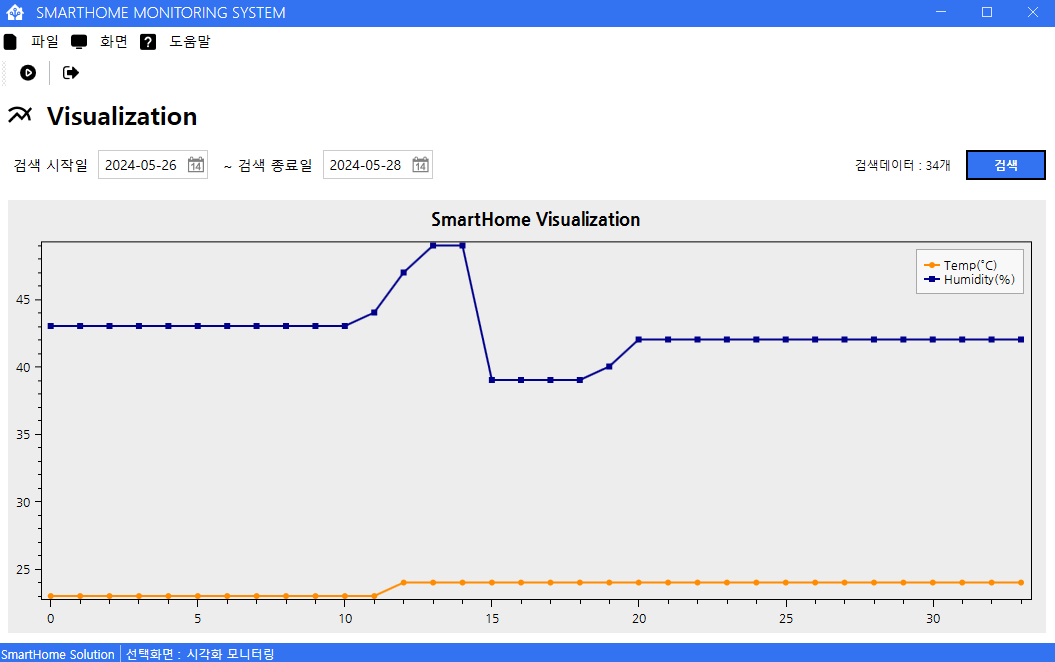 SMARTHOME MONITORING SYSTEM
파일 화면 도움말
Visualization
검색 시작일 2024-05-26 14 ~ 검색 종료일 2024-05-28 14 검색데이터 : 34개 검색
SmartHome Visualization
Temp(°C)
Humidity(%)
45
40
35
30
25
0 5 10 15 20 25 30
SmartHome Solution 선택화면 : 시각화 모니터링